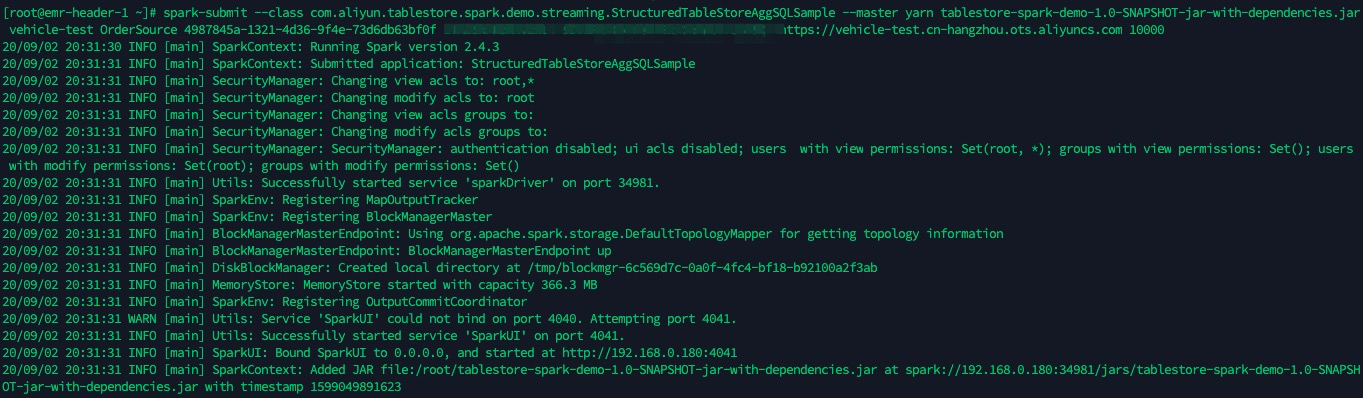 [root@emr-header-1 ~]# spark-submit --class com.aliyun.tablestore.spark.demo.streaming.StructuredTableStoreAggSQLSample --master yarn tablestore-spark-demo-1.0-SNAPSHOT-jar-with-dependencies.jar
vehicle-test OrderSource 4987845a-1321-4d36-9f4e-73d6db63bf0f https://vehicle-test.cn-hangzhou.ots.aliyuncs.com 10000
20/09/02 20:31:30 INFO [main] SparkContext: Running Spark version 2.4.3
20/09/02 20:31:31 INFO [main] SparkContext: Submitted application: StructuredTableStoreAggSQLSample
20/09/02 20:31:31 INFO [main] SecurityManager: Changing view acls to: root,*
20/09/02 20:31:31 INFO [main] SecurityManager: Changing modify acls to: root
20/09/02 20:31:31 INFO [main] SecurityManager: Changing view acls groups to:
20/09/02 20:31:31 INFO [main] SecurityManager: Changing modify acls groups to:
20/09/02 20:31:31 INFO [main] SecurityManager: SecurityManager: authentication disabled; ui acls disabled; users  with view permissions: Set(root, *); groups with view permissions: Set(); users
with modify permissions: Set(root); groups with modify permissions: Set()
20/09/02 20:31:31 INFO [main] Utils: Successfully started service 'sparkDriver' on port 34981.
20/09/02 20:31:31 INFO [main] SparkEnv: Registering MapOutputTracker
20/09/02 20:31:31 INFO [main] SparkEnv: Registering BlockManagerMaster
20/09/02 20:31:31 INFO [main] BlockManagerMasterEndpoint: Using org.apache.spark.storage.DefaultTopologyMapper for getting topology information
20/09/02 20:31:31 INFO [main] BlockManagerMasterEndpoint: BlockManagerMasterEndpoint up
20/09/02 20:31:31 INFO [main] DiskBlockManager: Created local directory at /tmp/blockmgr-6c569d7c-0a0f-4fc4-bf18-b92100a2f3ab
20/09/02 20:31:31 INFO [main] MemoryStore: MemoryStore started with capacity 366.3 MB
20/09/02 20:31:31 INFO [main] SparkEnv: Registering OutputCommitCoordinator
20/09/02 20:31:31 WARN [main] Utils: Service 'SparkUI' could not bind on port 4040. Attempting port 4041.
20/09/02 20:31:31 INFO [main] Utils: Successfully started service 'SparkUI' on port 4041.
20/09/02 20:31:31 INFO [main] SparkUI: Bound SparkUI to 0.0.0.0, and started at http://192.168.0.180:4041
20/09/02 20:31:31 INFO [main] SparkContext: Added JAR file:/root/tablestore-spark-demo-1.0-SNAPSHOT-jar-with-dependencies.jar at spark://192.168.0.180:34981/jars/tablestore-spark-demo-1.0-SNAPSH
OT-jar-with-dependencies.jar with timestamp 1599049891623